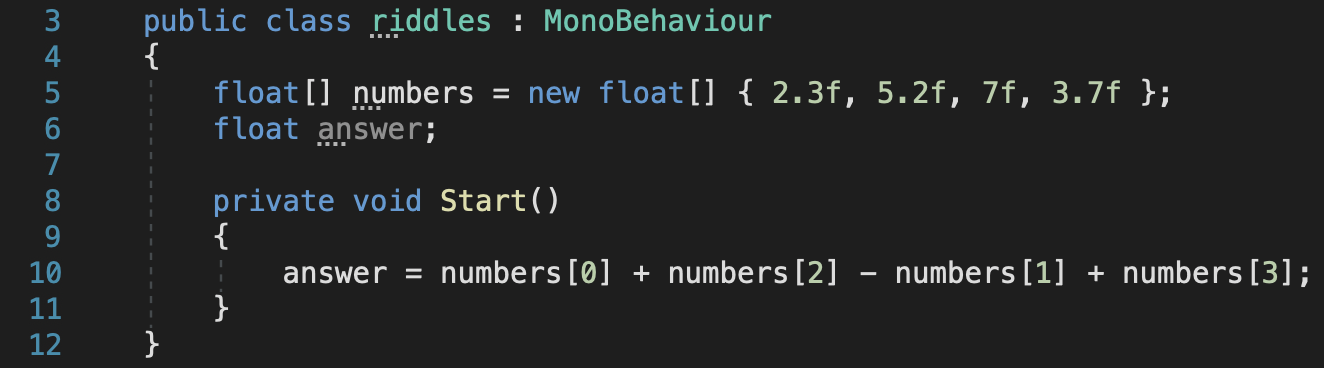 3 public class riddles : MonoBehaviour
4 {
5 float[] numbers = new float[] { 2.3f, 5.2f, 7f, 3.7f };
6 float answer;
7
8 private void Start()
9 {
10 answer = numbers[0] + numbers[2] - numbers[1] + numbers[3];
11 }
12 }